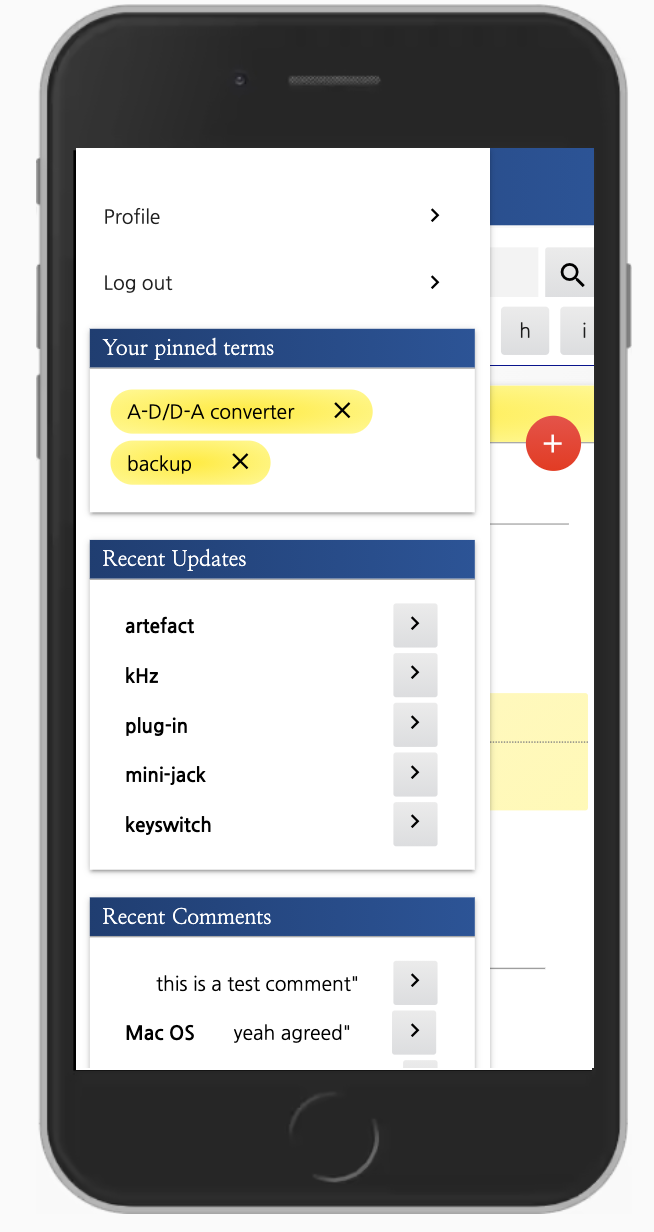 Profile
Log out
h i
Your pinned terms
A-D/D-A converter
backup
Recent Updates
artefact
kHz
plug-in
mini-jack
keyswitch
Recent Comments
this is a test comment"
Mac OS yeah agreed"